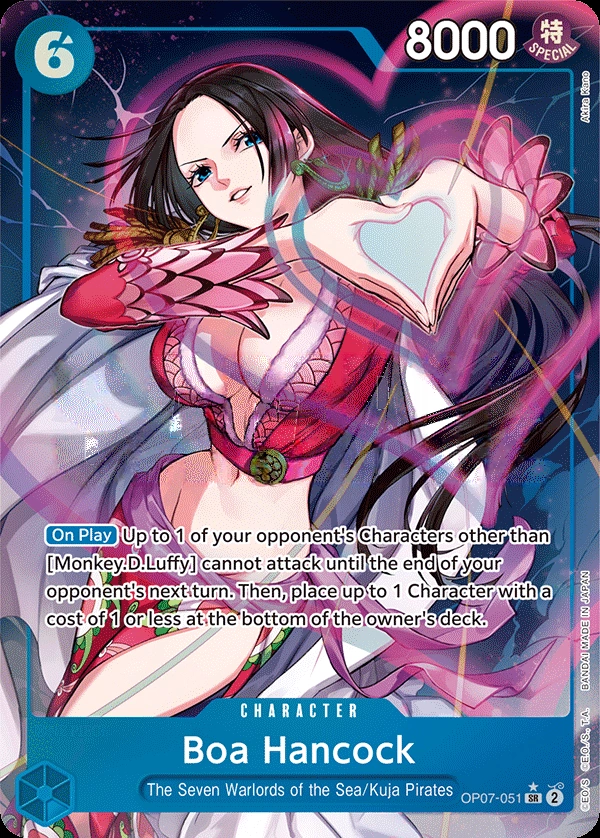 6
8000
特
SPECIAL
Akira Kano
On Play Up to 1 of your opponent's Characters other than
[Monkey.D.Luffy] cannot attack until the end of your
opponent's next turn. Then, place up to 1 Character with a
cost of 1 or less at the bottom of the owner's deck.
CHARACTER
Boa Hancock
The Seven Warlords of the Sea/Kuja Pirates
OP07-051 ★ SR 2
©E.O./S., T.A. BANDAI MADE IN JAPAN